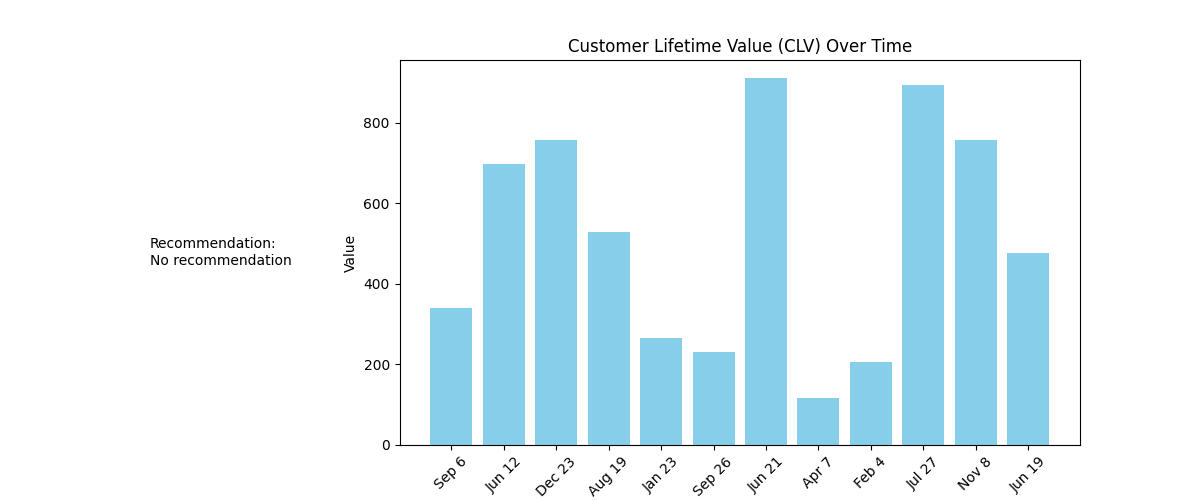 Customer Lifetime Value (CLV) Over Time
Recommendation:
No recommendation
Value
800
600
400
200
0
Sep 6
Jun 12
Dec 23
Aug 19
Jan 23
Sep 26
Jun 21
Apr 7
Feb 4
Jul 27
Nov 8
Jun 19